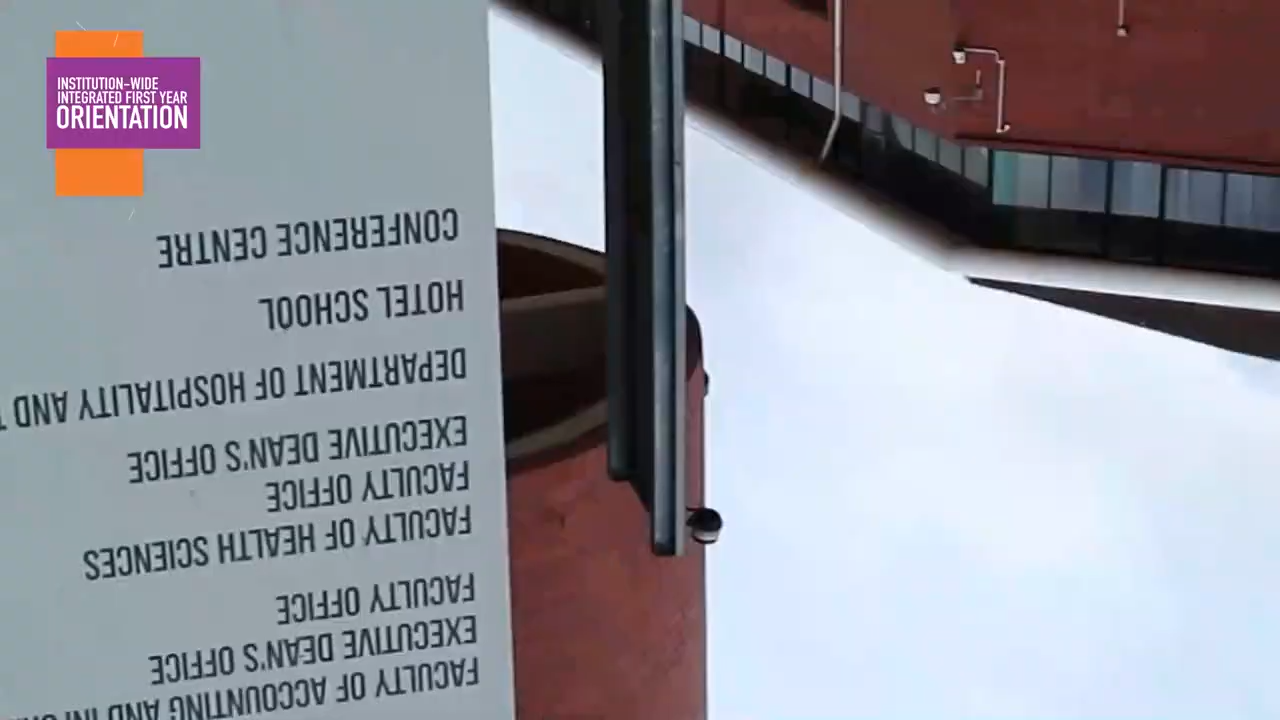 INSTITUTION-WIDE
INTEGRATED FIRST YEAR
ORIENTATION
FACULTY OF ACCOUNTING AND
EXECUTIVE DEAN'S OFFICE
FACULTY OFFICE
FACULTY OF HEALTH SCIENCES
FACULTY OFFICE
EXECUTIVE DEAN'S OFFICE
DEPARTMENT OF HOSPITALITY AND
HOTEL SCHOOL
CONFERENCE CENTRE